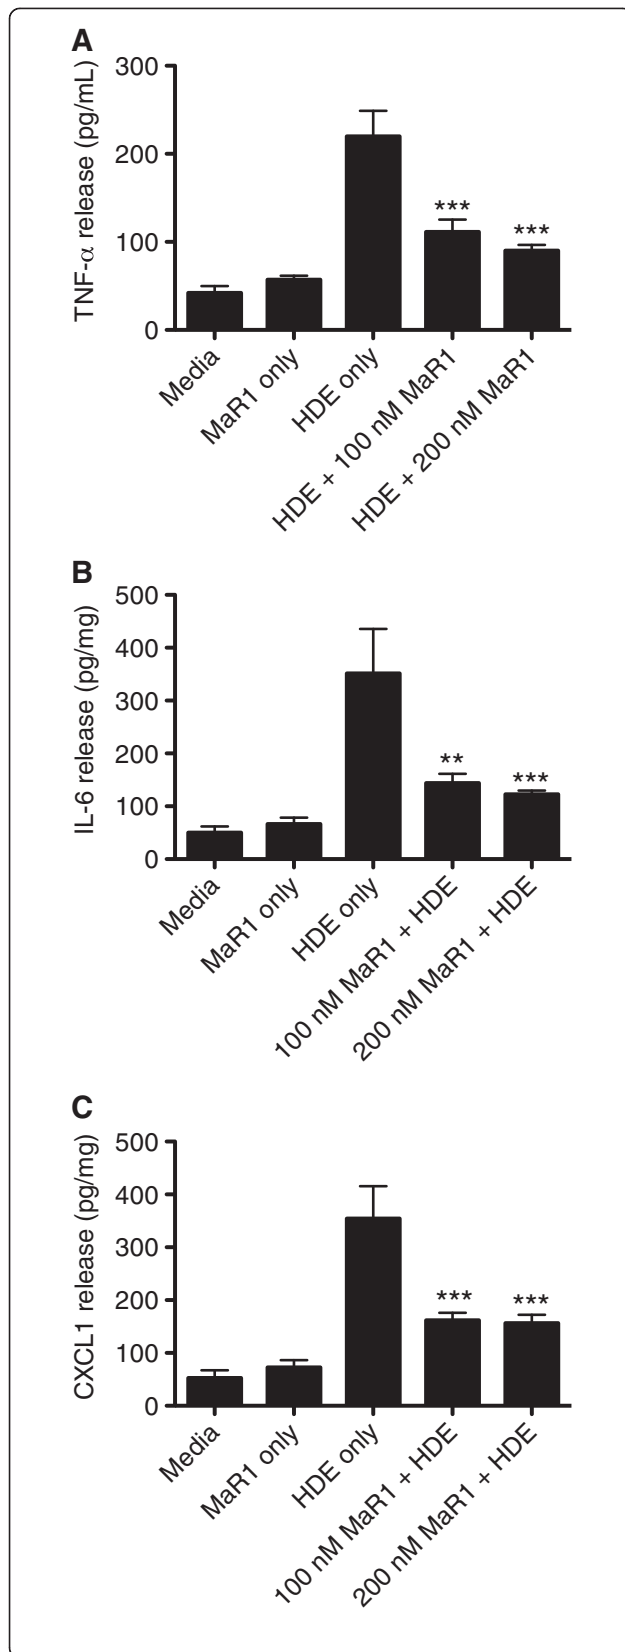 A
TNF-α release (pg/mL)
300
200
100
0
***
***
Media
MaR1 only
HDE only
HDE + 100 nM MaR1
HDE + 200 nM MaR1
B
IL-6 release (pg/mg)
500
400
300
200
100
0
**
***
Media
MaR1 only
HDE only
100 nM MaR1 + HDE
200 nM MaR1 + HDE
C
CXCL1 release (pg/mg)
500
400
300
200
100
0
***
***
Media
MaR1 only
HDE only
100 nM MaR1 + HDE
200 nM MaR1 + HDE